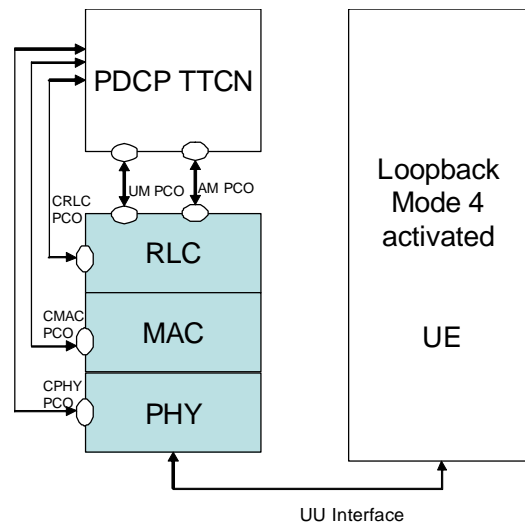 PDCP TTCN
UM PCO
AM PCO
CRLC
PCO
RLC
CMAC
PCO
MAC
CPHY
PCO
PHY
Loopback
Mode 4
activated
UE
UU Interface